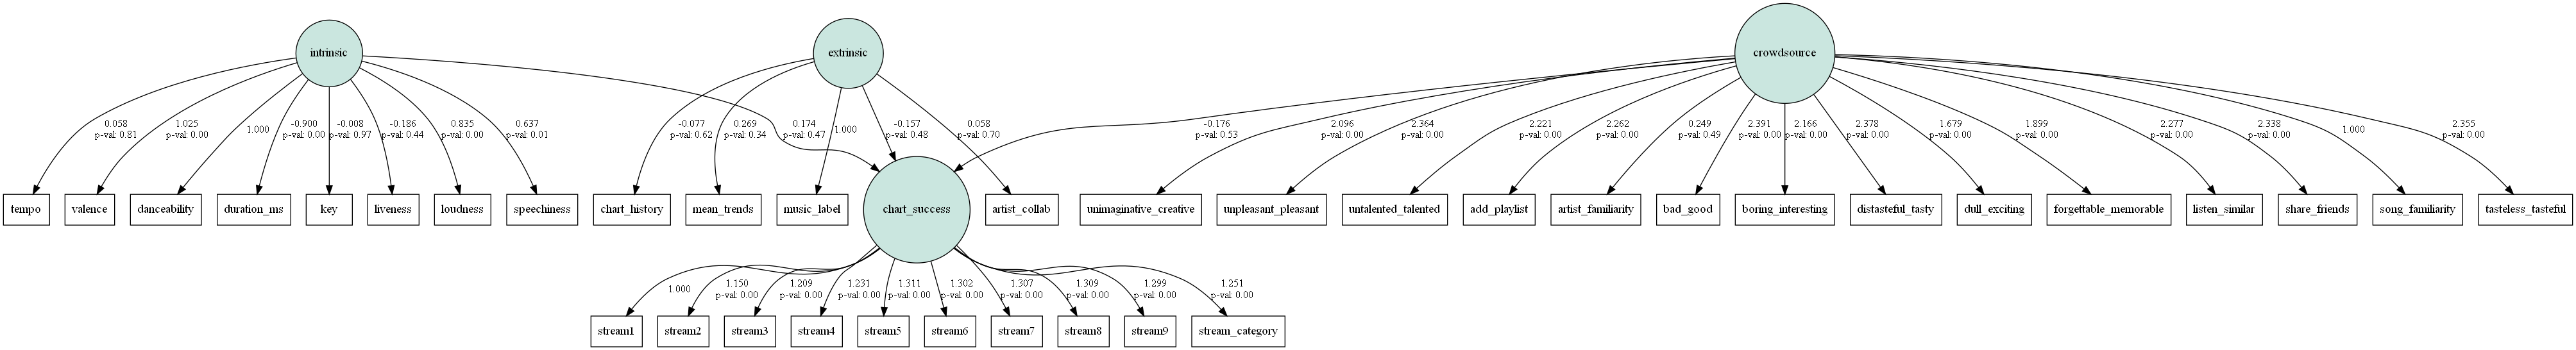 intrinsic
extrinsic
crowdsource
0.058
p-val: 0.81
1.025
p-val: 0.00
1.000
-0.900
p-val: 0.00
-0.008
p-val: 0.97
-0.186
p-val: 0.44
0.835
p-val: 0.00
0.637
p-val: 0.01
-0.077
p-val: 0.62
0.269
p-val: 0.34
0.174
p-val: 0.47
1.000
-0.157
p-val: 0.48
0.058
p-val: 0.70
-0.176
p-val: 0.53
2.096
p-val: 0.00
2.364
p-val: 0.00
2.221
p-val: 0.00
2.262
p-val: 0.00
0.249
p-val: 0.49
2.391
p-val: 0.00
2.166
p-val: 0.00
2.378
p-val: 0.00
1.679
p-val: 0.00
1.899
p-val: 0.00
2.277
p-val: 0.00
2.338
p-val: 0.00
1.000
2.355
p-val: 0.00
tempo
valence
danceability
duration_ms
key
liveness
loudness
speechiness
chart_history
mean_trends
music_label
chart_success
artist_collab
unimaginative_creative
unpleasant_pleasant
untalented_talented
add_playlist
artist_familiarity
bad_good
boring_interesting
distasteful_tasty
dull_exciting
forgettable_memorable
listen_similar
share_friends
song_familiarity
tasteless_tasteful
1.000
1.150
p-val: 0.00
1.209
p-val: 0.00
1.231
p-val: 0.00
1.311
p-val: 0.00
1.302
p-val: 0.00
1.307
p-val: 0.00
1.309
p-val: 0.00
1.299
p-val: 0.00
1.251
p-val: 0.00
stream1
stream2
stream3
stream4
stream5
stream6
stream7
stream8
stream9
stream_category